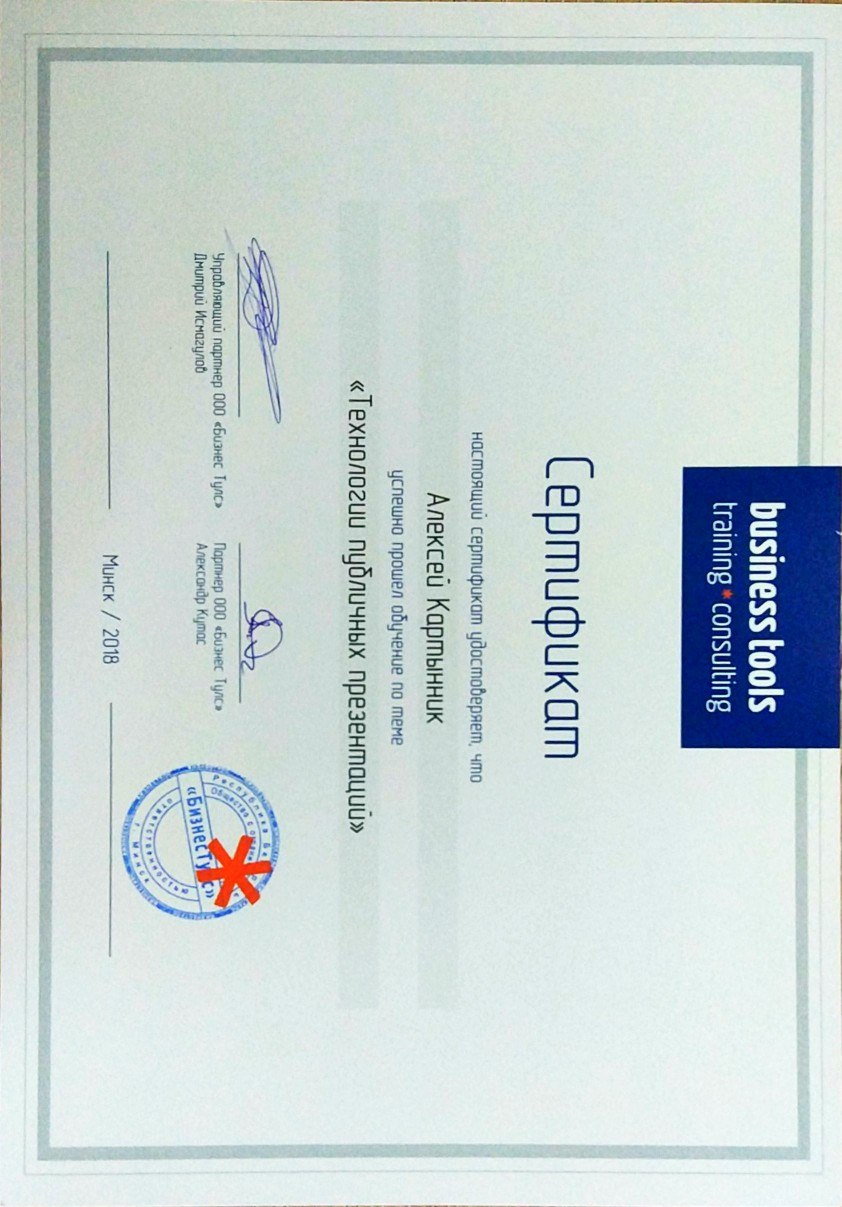 business tools
training*consulting
Сертификат
настоящий сертификат удостоверяет, что
Алексей Картынник
успешно прошел обучение по теме
«Технологии публичных презентаций»
Управляющий партнер ООО «Бизнес Тулс»
Дмитрий Исмагулов
Партнер ООО «Бизнес Тулс»
Александр Кутас
Республика
Общество с
«БизнесТулс»
ответственностью
г. Минск
Минск / 2018